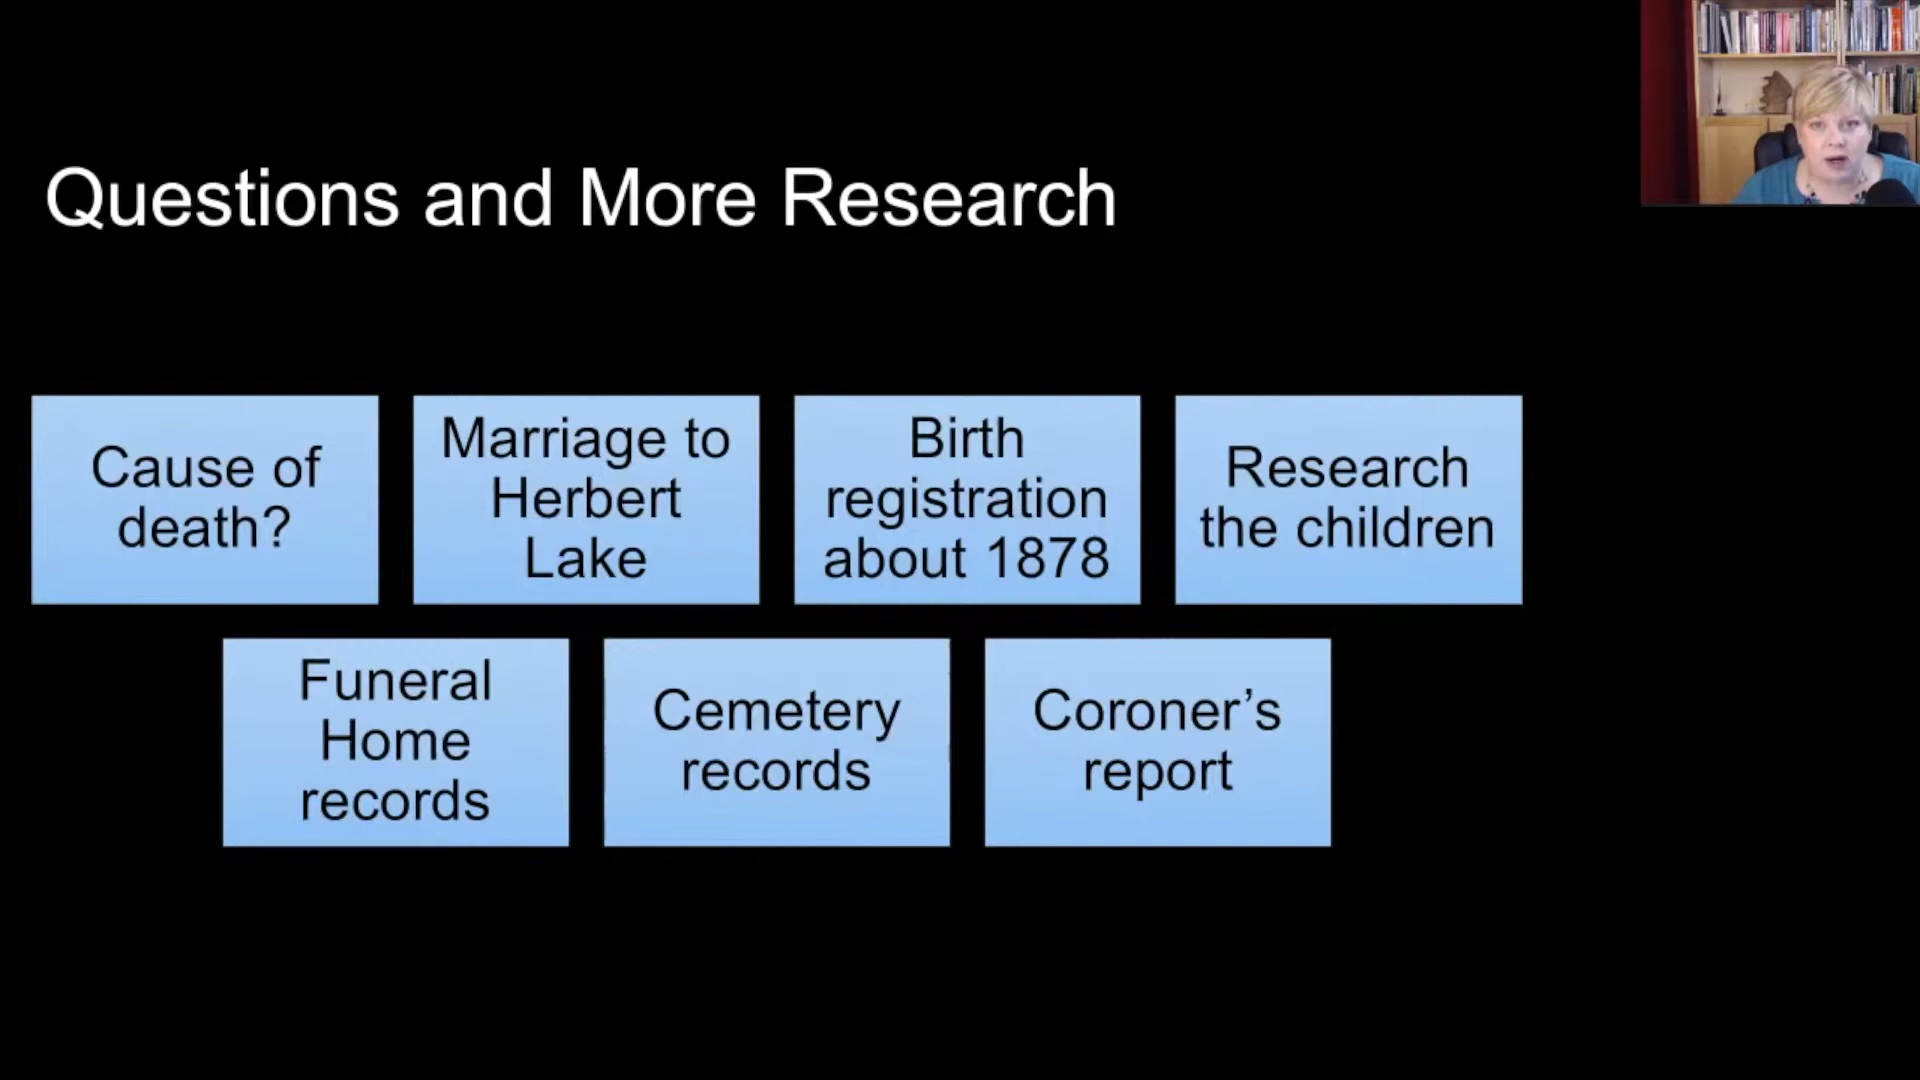 Questions and More Research
Cause of
death?
Marriage to
Herbert
Lake
Birth
registration
about 1878
Research
the children
Funeral
Home
records
Cemetery
records
Coroner’s
report